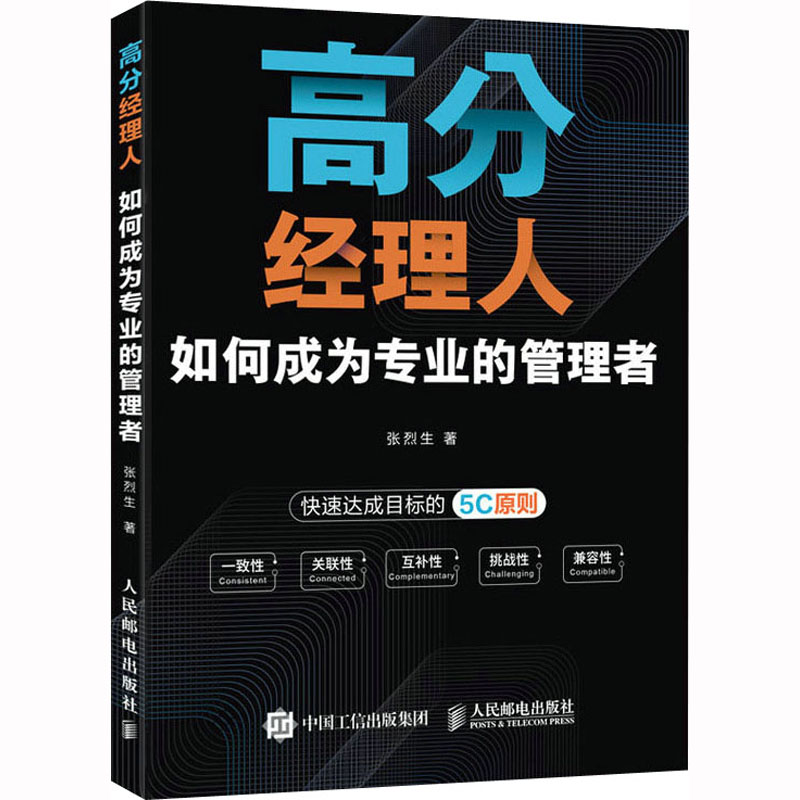 高分
经理人
如何成为专业的管理者
张烈生 著
快速达成目标的 5C原则
一致性
Consistent
关联性
Connected
互补性
Complementary
挑战性
Challenging
兼容性
Compatible
中国工信出版集团
人民邮电出版社
POSTS & TELECOM PRESS
高分经理人 如何成为专业的管理者 张烈生 著 人民邮电出版社